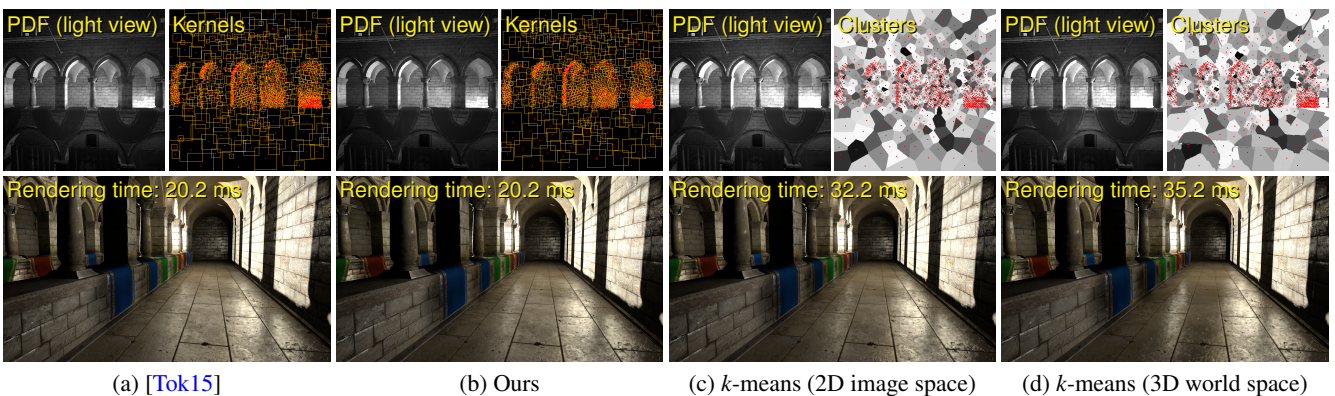 PDF (light view) Kernels PDF (light view) Kernels PDF (light view) Clusters PDF (light view) Clusters
Rendering time: 20.2 ms Rendering time: 20.2 ms Rendering time: 32.2 ms Rendering time: 35.2 ms
(a) [Tok15] (b) Ours (c) k-means (2D image space) (d) k-means (3D world space)